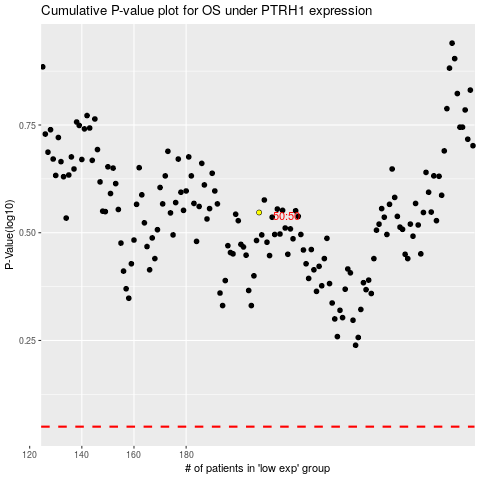 Cumulative P-value plot for OS under PTRH1 expression
P-Value(log10)
0.75
0.50
0.25
50:50
120 140 160 180
# of patients in 'low exp' group